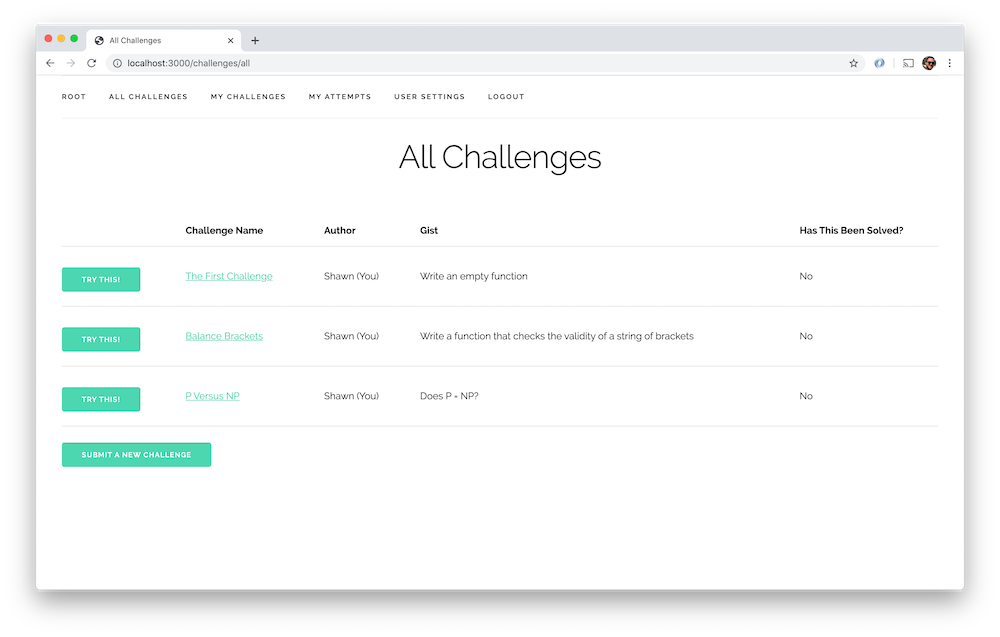 All Challenges
localhost:3000/challenges/all
ROOT ALL CHALLENGES MY CHALLENGES MY ATTEMPTS USER SETTINGS LOGOUT
All Challenges
Challenge Name Author Gist Has This Been Solved?
TRY THIS! The First Challenge Shawn (You) Write an empty function No
TRY THIS! Balance Brackets Shawn (You) Write a function that checks the validity of a string of brackets No
TRY THIS! P Versus NP Shawn (You) Does P = NP? No
SUBMIT A NEW CHALLENGE